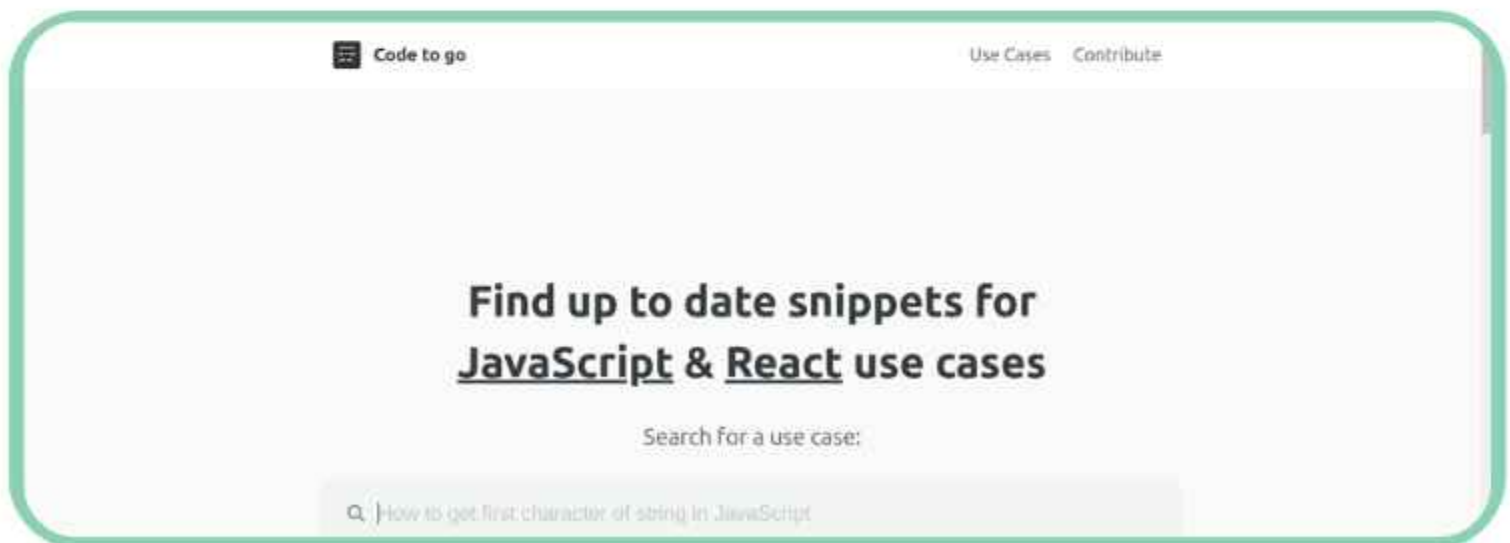 Code to go
Use Cases Contribute
Find up to date snippets for
JavaScript & React use cases
Search for a use case:
How to get first character of string in JavaScript